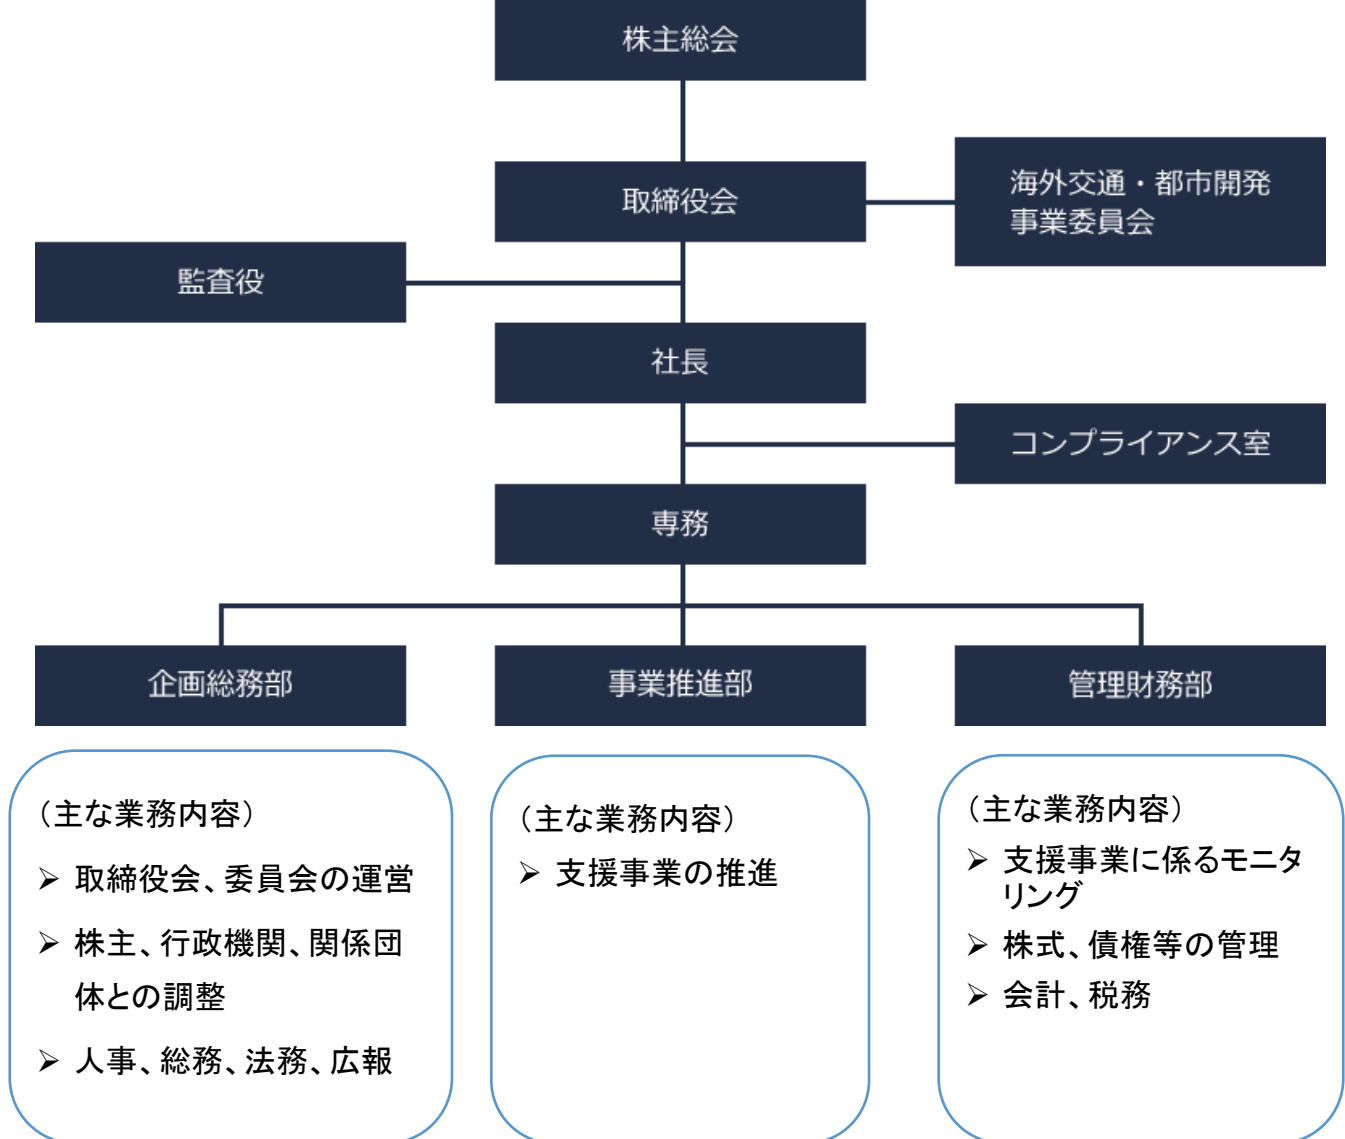 株主総会
取締役会
海外交通・都市開発
事業委員会
監査役
社長
コンプライアンス室
専務
企画総務部
事業推進部
管理財務部
（主な業務内容）
➢ 取締役会、委員会の運営
➢ 株主、行政機関、関係団
体との調整
➢ 人事、総務、法務、広報
（主な業務内容）
➢ 支援事業の推進
（主な業務内容）
➢ 支援事業に係るモニタ
リング
➢ 株式、債権等の管理
➢ 会計、税務